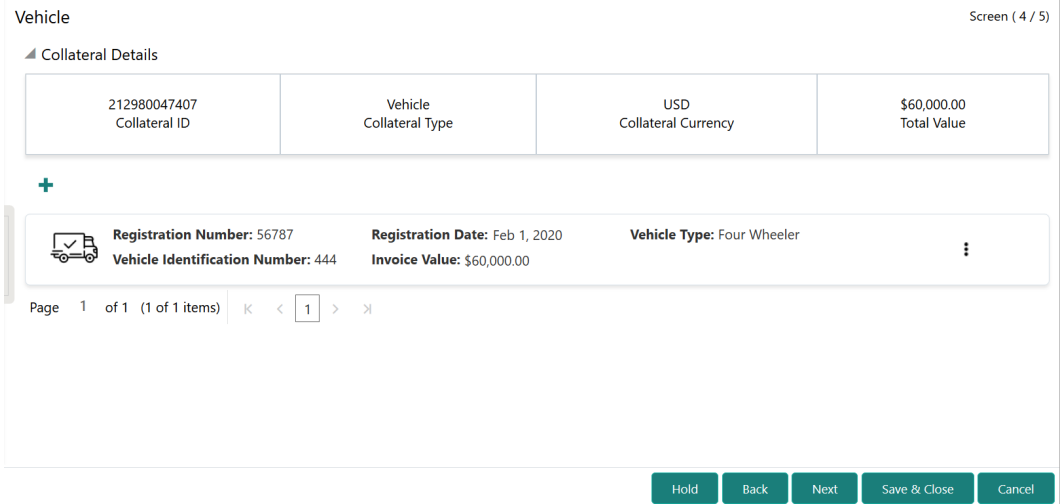 Vehicle Screen ( 4 / 5)
Collateral Details
212980047407 Vehicle USD $60,000.00
Collateral ID Collateral Type Collateral Currency Total Value
Registration Number: 56787 Registration Date: Feb 1, 2020 Vehicle Type: Four Wheeler
Vehicle Identification Number: 444 Invoice Value: $60,000.00
Page 1 of 1 (1 of 1 items) 1
Hold Back Next Save & Close Cancel